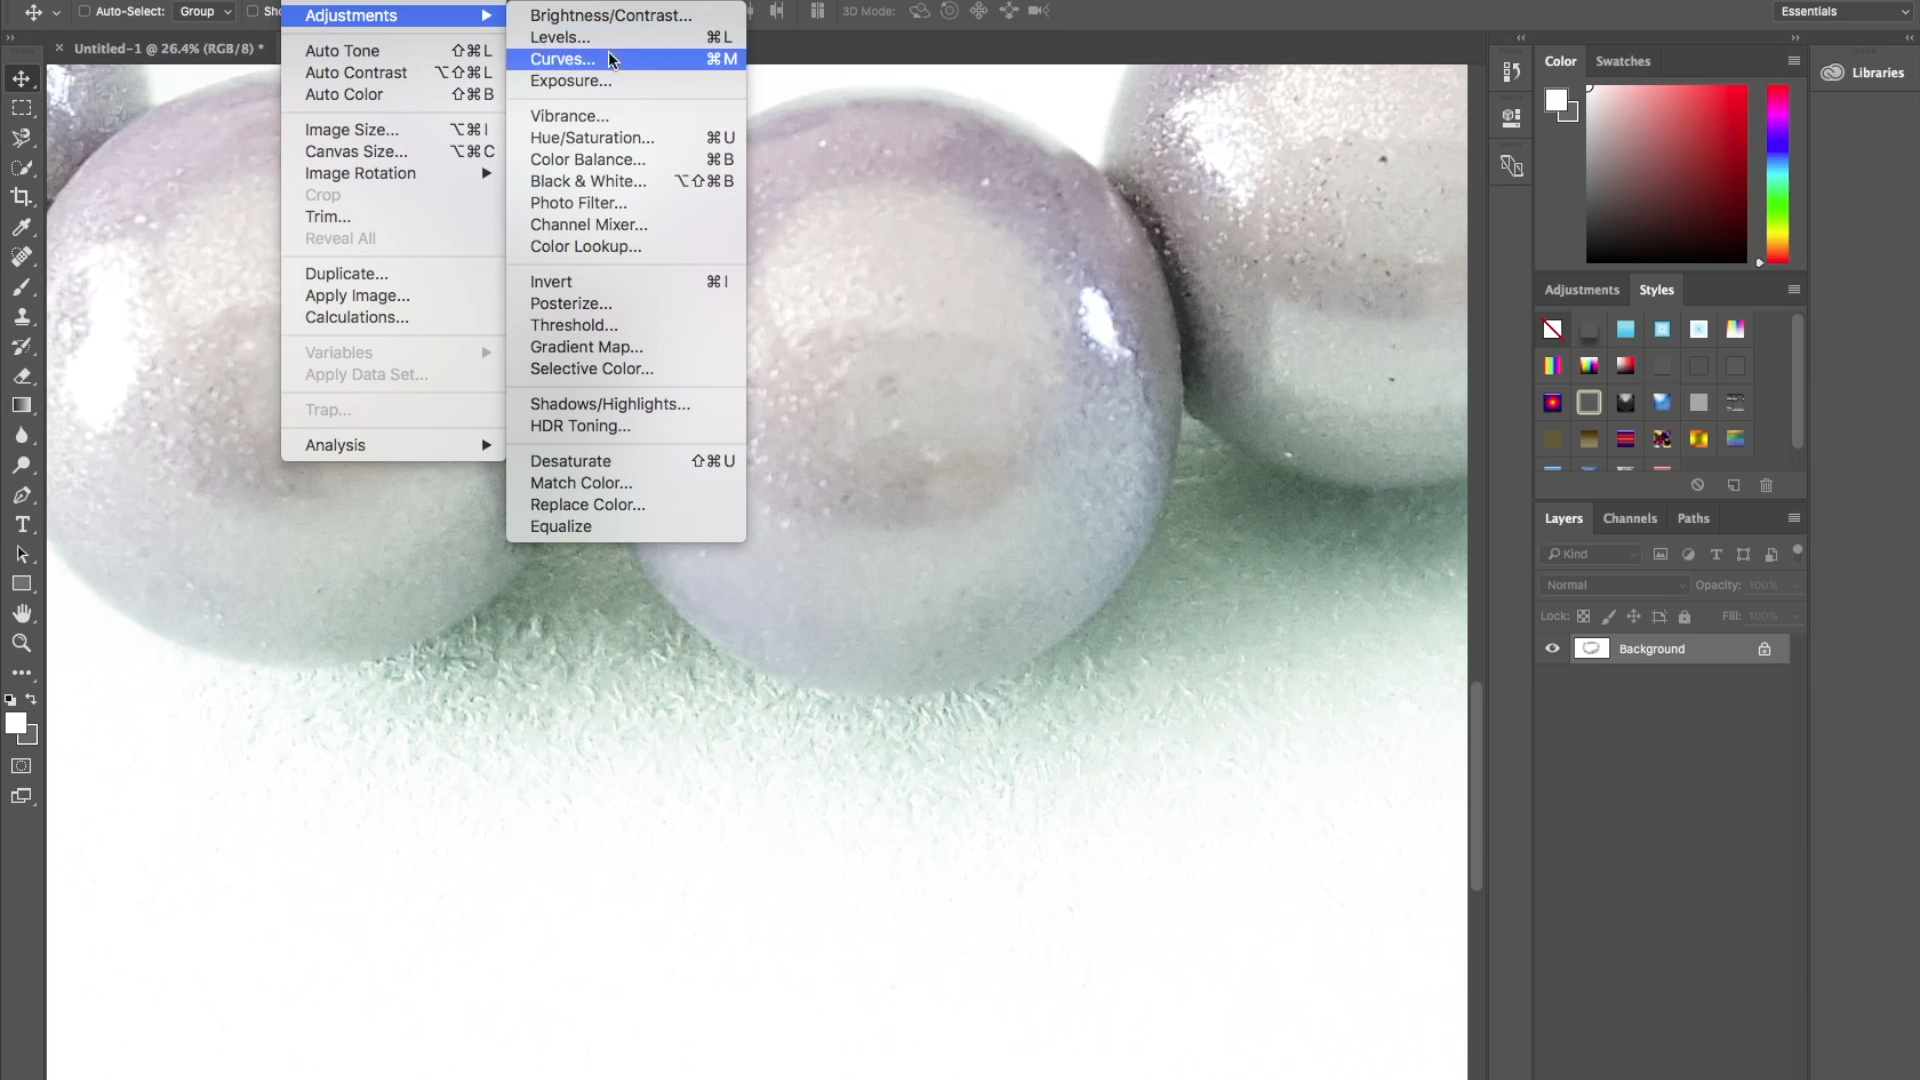 Auto-Select: Group
3D Mode:
Essentials
Untitled-1 @ 26.4% (RGB/8) *
Adjustments
Auto Tone ⇧⌘L
Auto Contrast ⌥⇧⌘L
Auto Color ⇧⌘B
Image Size... ⌥⌘I
Canvas Size... ⌥⌘C
Image Rotation
Crop
Trim...
Reveal All
Duplicate...
Apply Image...
Calculations...
Variables
Apply Data Set...
Trap...
Analysis
Brightness/Contrast...
Levels... ⌘L
Curves... ⌘M
Exposure...
Vibrance...
Hue/Saturation... ⌘U
Color Balance... ⌘B
Black & White... ⌥⇧⌘B
Photo Filter...
Channel Mixer...
Color Lookup...
Invert ⌘I
Posterize...
Threshold...
Gradient Map...
Selective Color...
Shadows/Highlights...
HDR Toning...
Desaturate ⇧⌘U
Match Color...
Replace Color...
Equalize
Color Swatches
Libraries
Adjustments Styles
Layers Channels Paths
Kind
Normal Opacity: 100%
Lock: Fill: 100%
Background